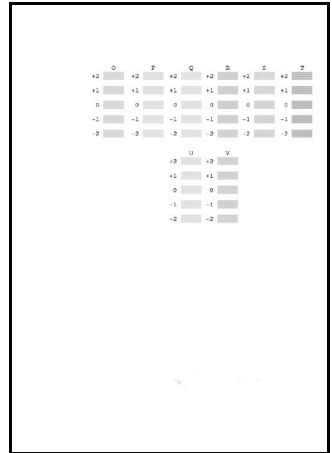 O P Q R S T
+2 +2 +2 +2 +2 +2
+1 +1 +1 +1 +1 +1
0 0 0 0 0 0
-1 -1 -1 -1 -1 -1
-2 -2 -2 -2 -2 -2
U V
+2 +2
+1 +1
0 0
-1 -1
-2 -2